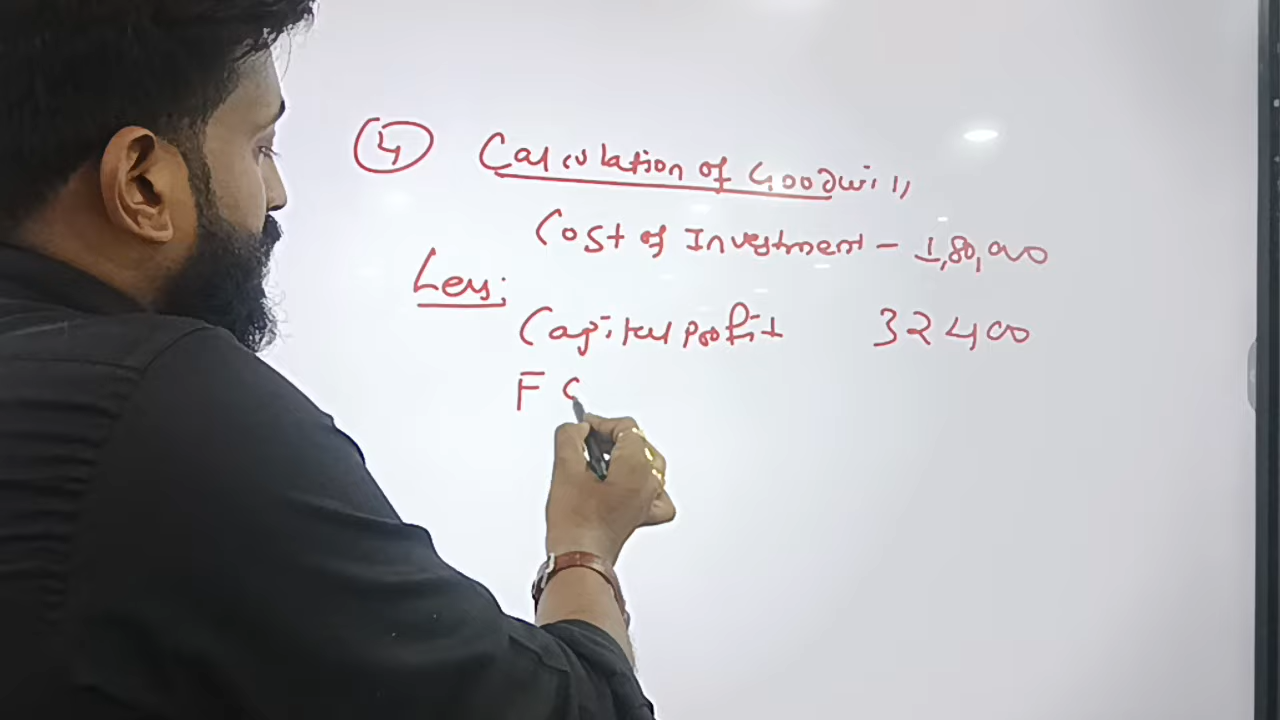 4 Calculation of Goodwill
Cost of Investment - 1,80,000
Less:
Capital profit 32400
F